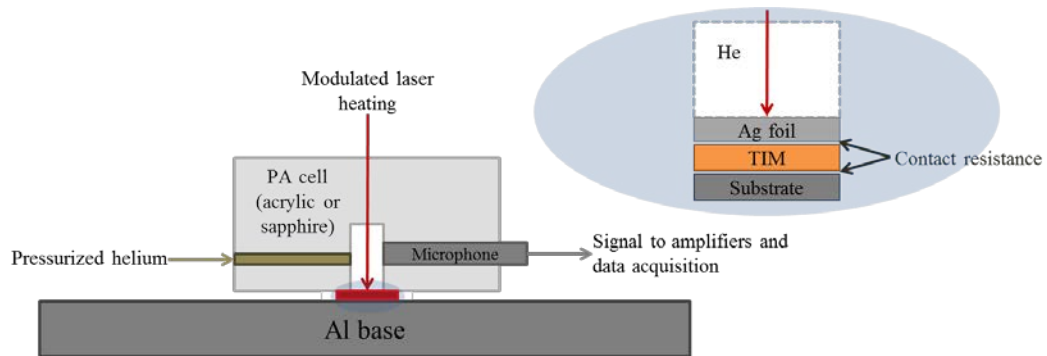 Modulated laser
heating
PA cell
(acrylic or
sapphire)
Pressurized helium
Microphone
Signal to amplifiers and
data acquisition
Al base
He
Ag foil
TIM
Substrate
Contact resistance